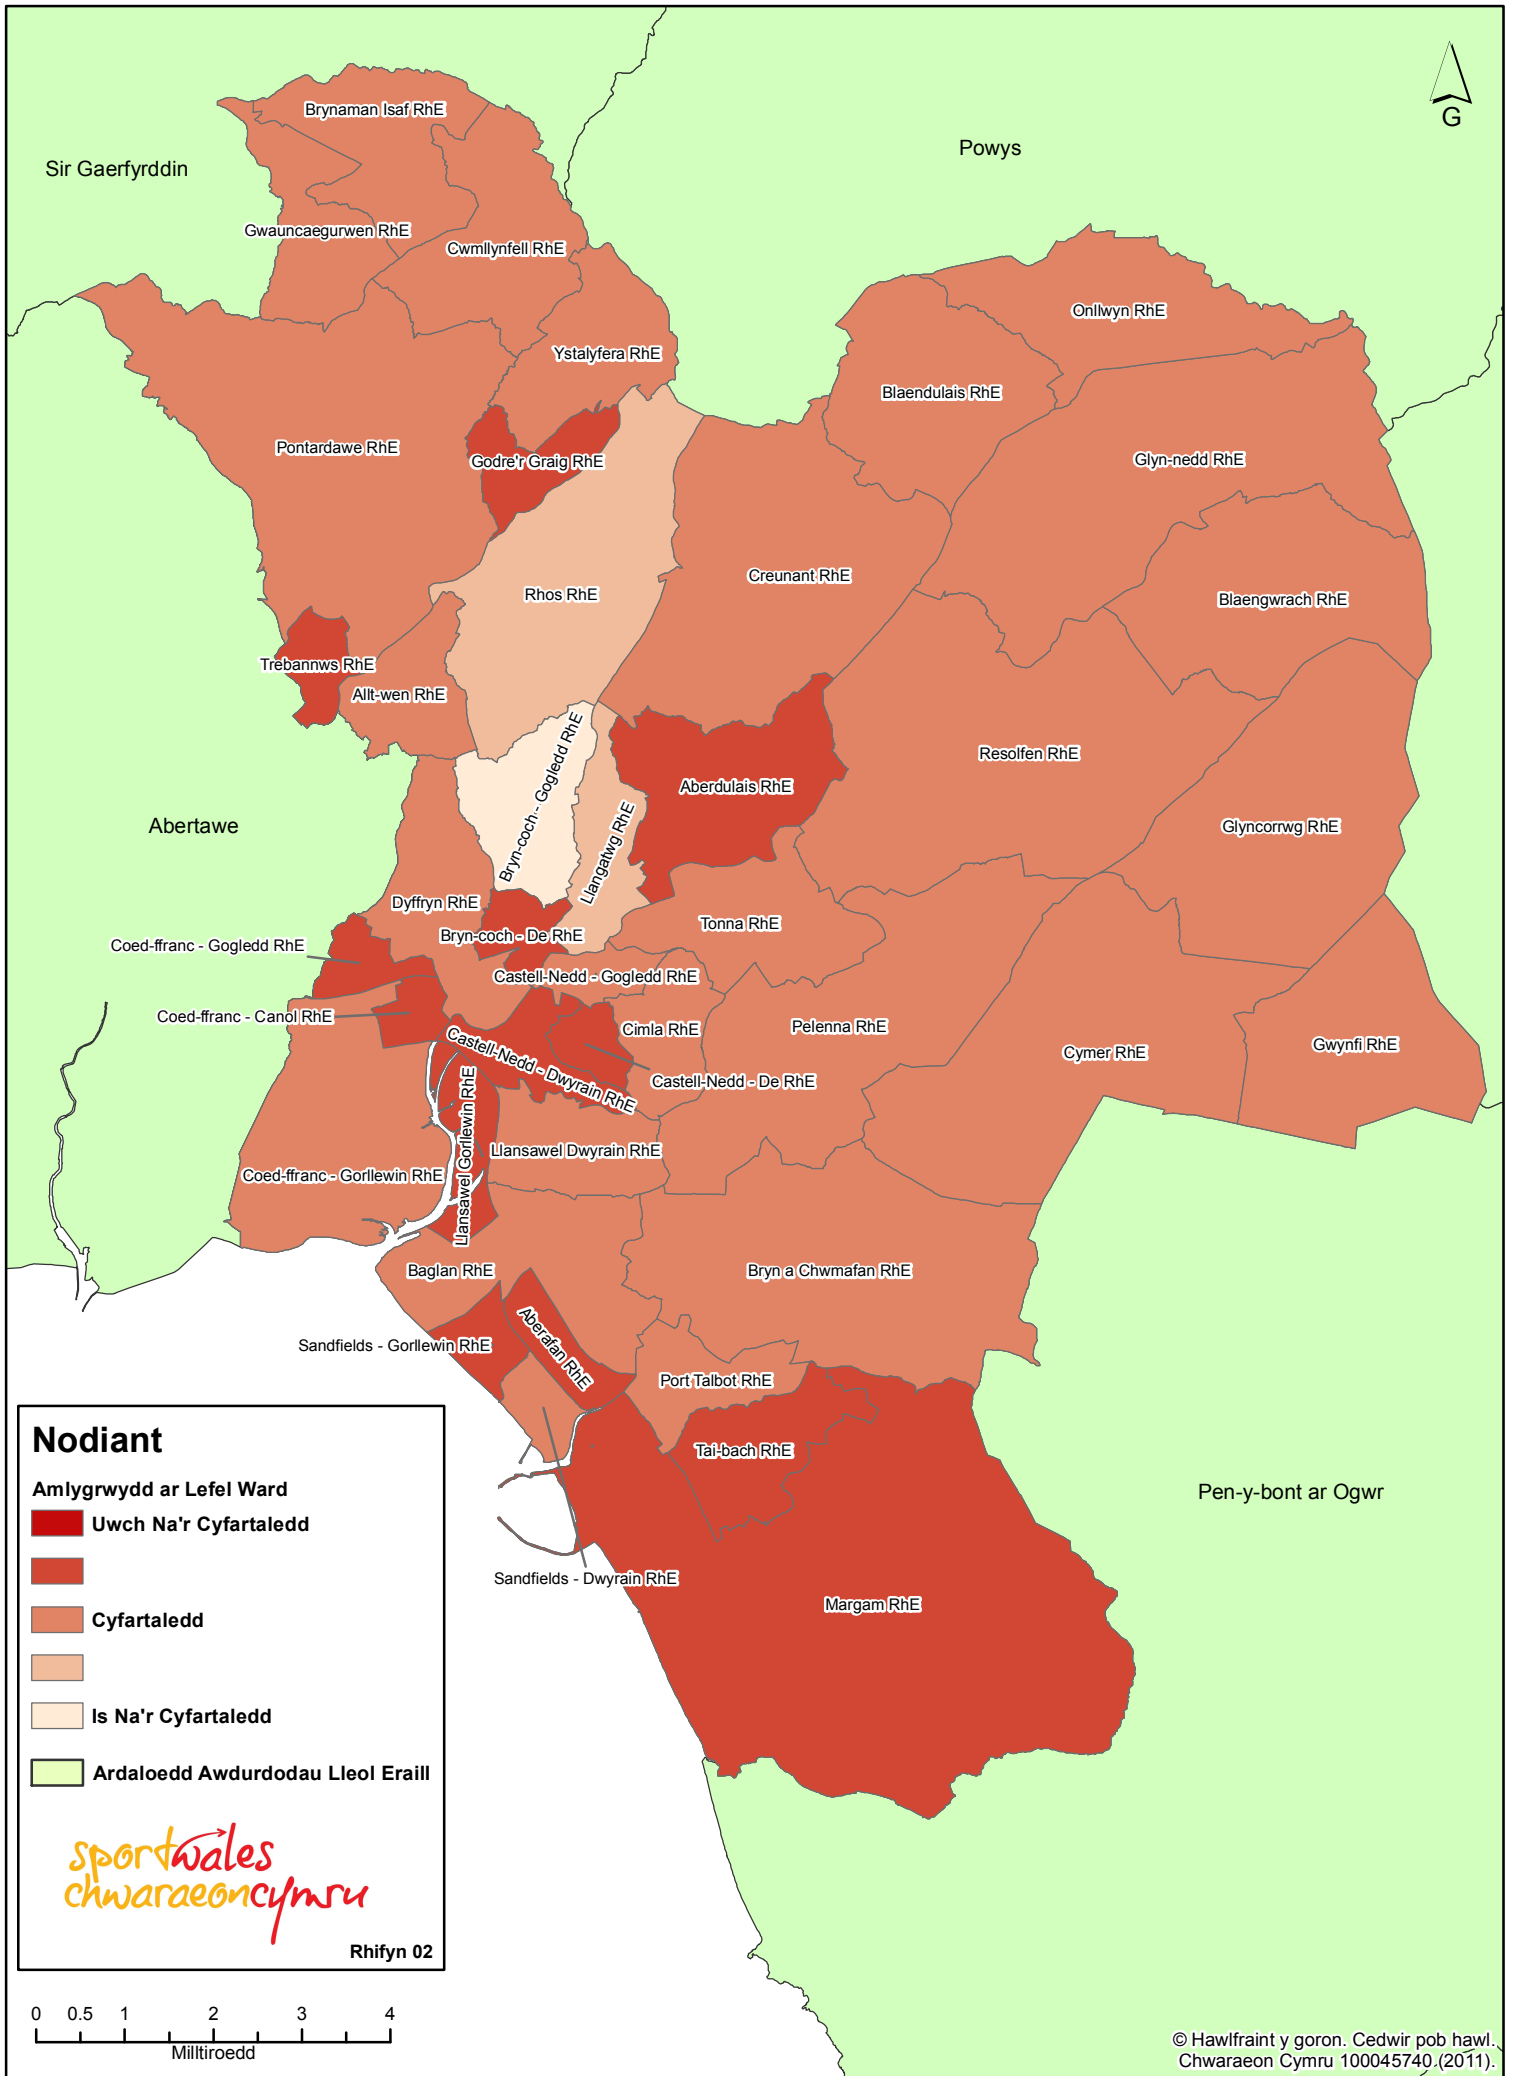 Brynaman Isaf RhE
G
Powys
Sir Gaerfyrddin
Gwauncaegurwen RhE
Cwmllynfell RhE
Onllwyn RhE
Ystalyfera RhE
Blaendulais RhE
Pontardawe RhE
Godre'r Graig RhE
Glyn-nedd RhE
Creunant RhE
Rhos RhE
Blaengwrach RhE
Trebannws RhE
Allt-wen RhE
Resolfen RhE
Bryn-coch - Gogledd RhE
Aberdulais RhE
Abertawe
Llangatwg RhE
Glyncorrwg RhE
Dyffryn RhE
Tonna RhE
Bryn-coch - De RhE
Coed-ffranc - Gogledd RhE
Castell-Nedd - Gogledd RhE
Coed-ffranc - Canol RhE
Cimla RhE
Pelenna RhE
Gwynfi RhE
Cymer RhE
Castell-Nedd - Dwyrain RhE
Castell-Nedd - De RhE
Llansawel Gorllewin RhE
Llansawel Dwyrain RhE
Coed-ffranc - Gorllewin RhE
Baglan RhE
Bryn a Chwmafan RhE
Sandfields - Gorllewin RhE
Aberafan RhE
Port Talbot RhE
Tai-bach RhE
Pen-y-bont ar Ogwr
Sandfields - Dwyrain RhE
Margam RhE
Nodiant
Amlygrwydd ar Lefel Ward
Uwch Na'r Cyfartaledd
Cyfartaledd
Is Na'r Cyfartaledd
Ardaloedd Awdurdodau Lleol Eraill
sportwales
chwaraeoncymru
Rhifyn 02
0 0.5 1 2 3 4
Milltiroedd
© Hawlfraint y goron. Cedwir pob hawl.
Chwaraeon Cymru 100045740 (2011).